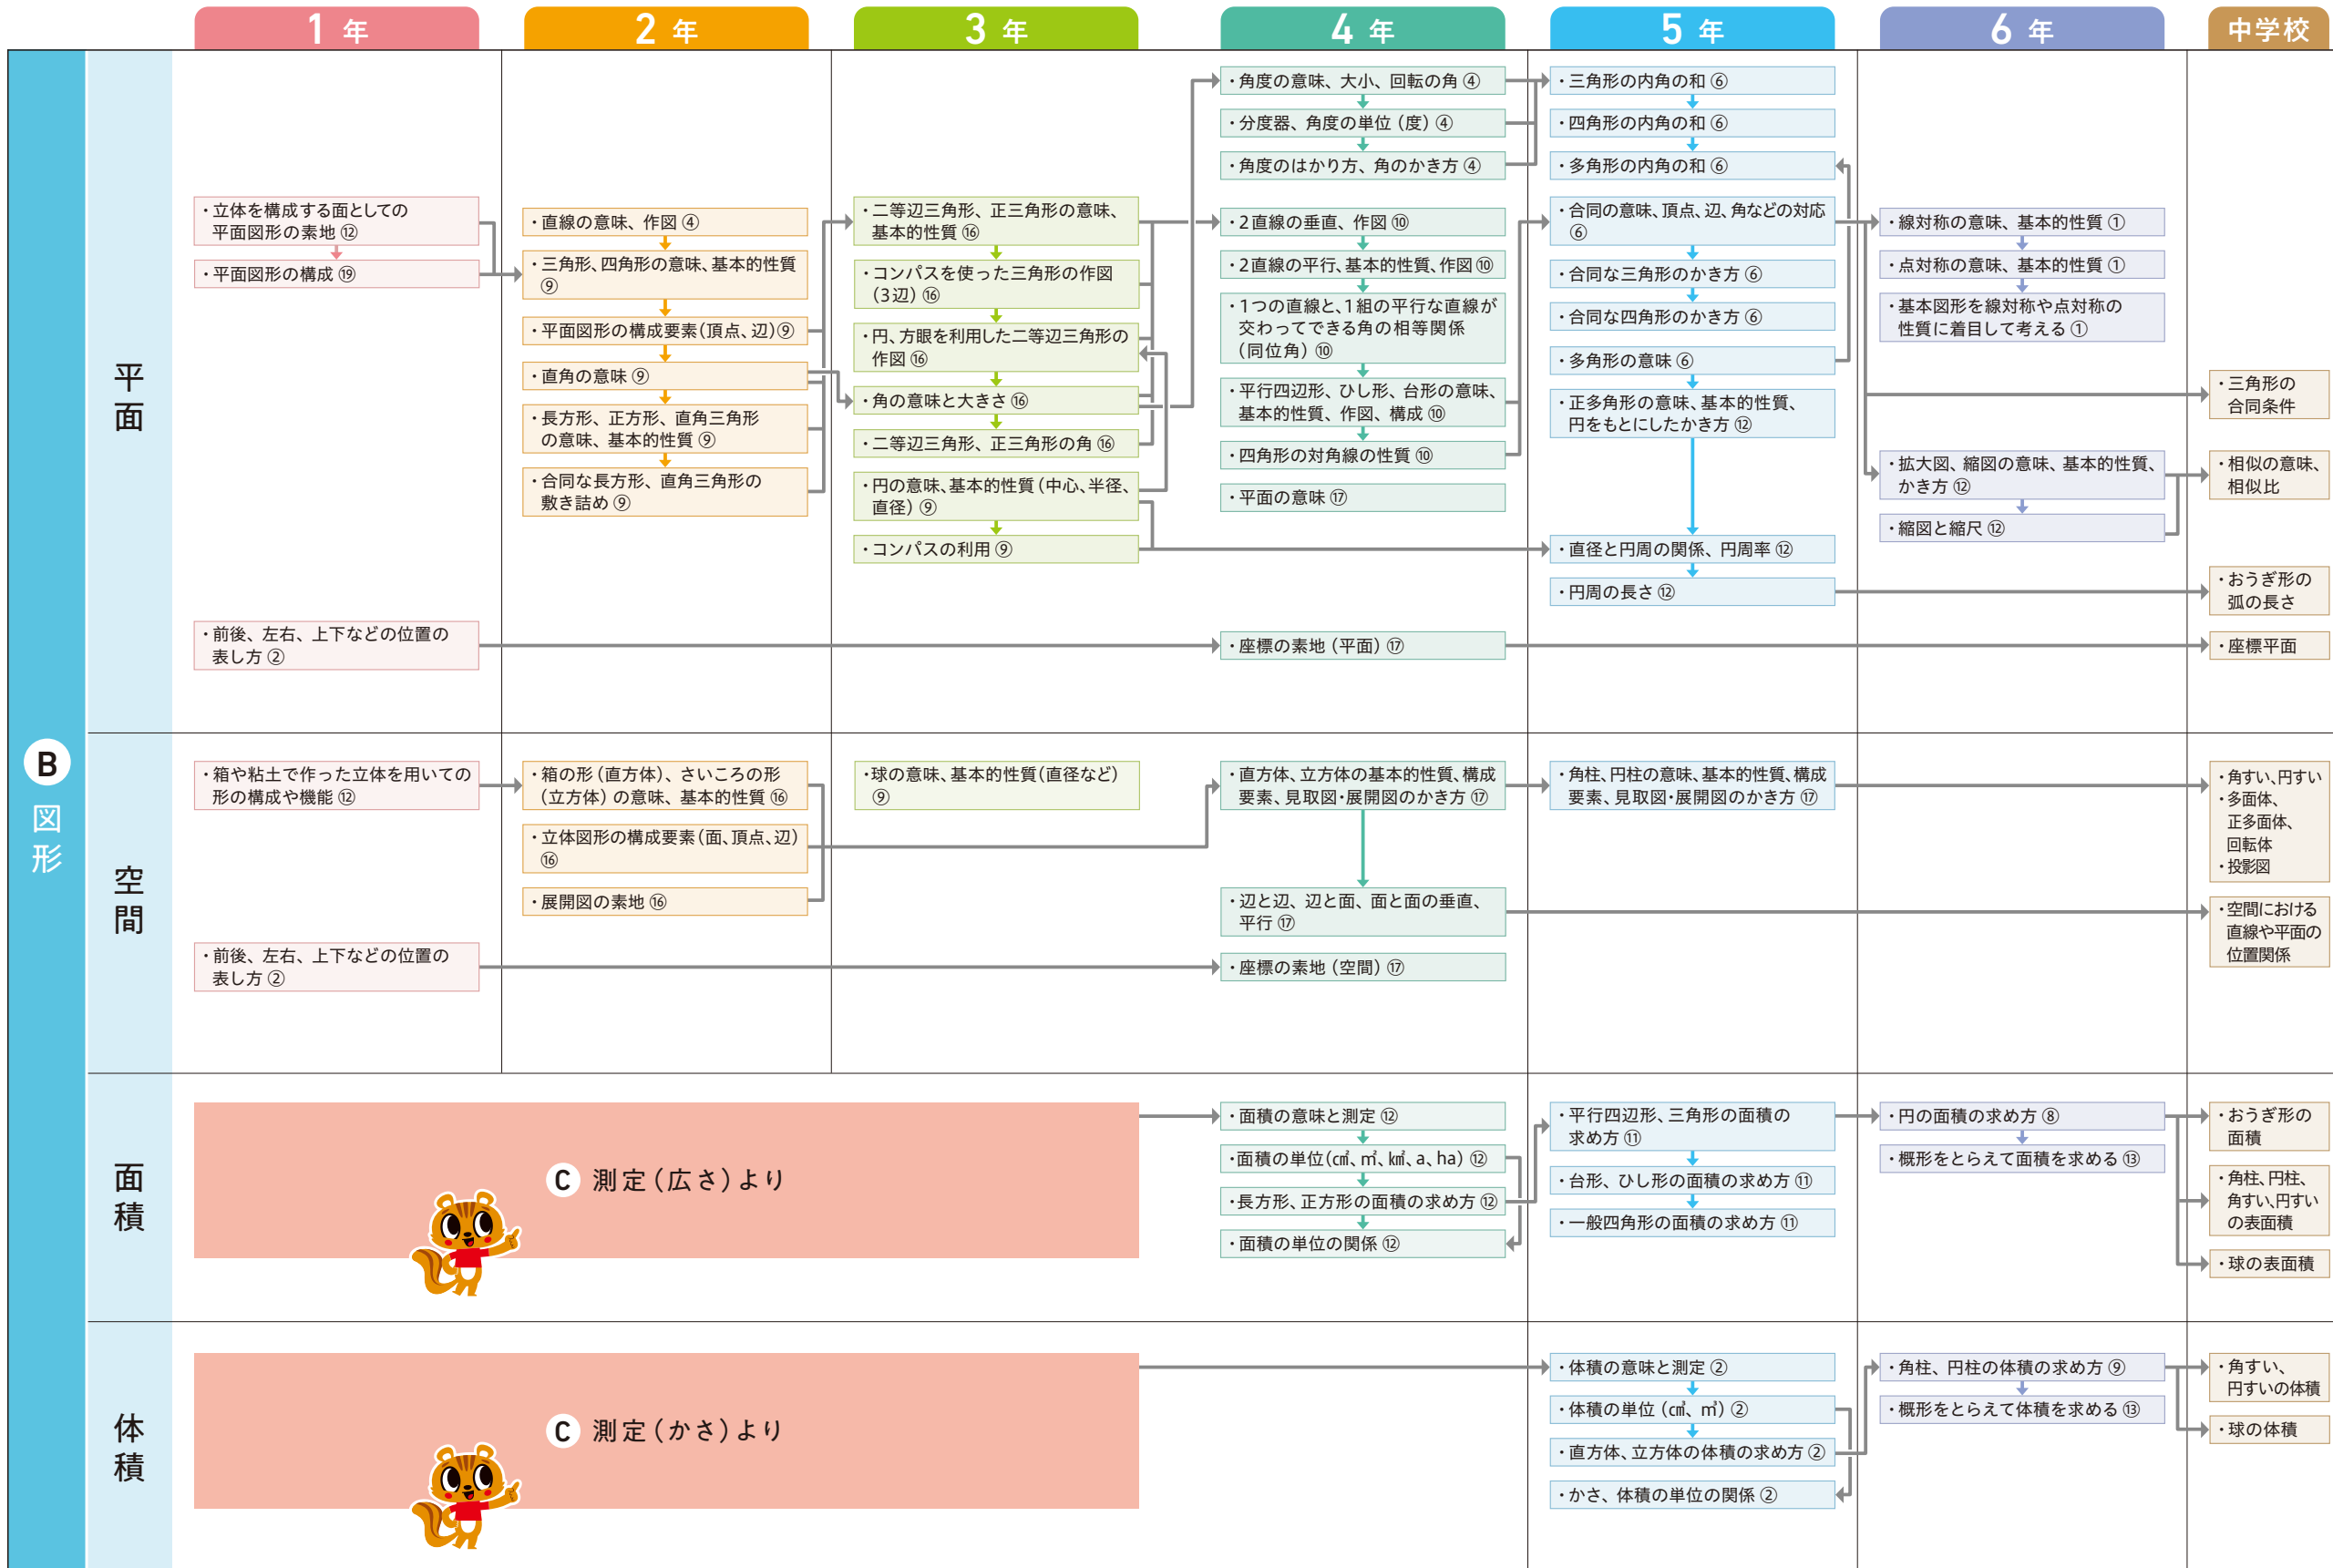 1 年
2 年
3 年
4 年
5 年
6 年
中学校
B
図形
平面
・立体を構成する面としての
平面図形の素地 ⑫
・平面図形の構成 ⑲
・前後、左右、上下などの位置の
表し方 ②
・直線の意味、作図 ④
・三角形、四角形の意味、基本的性質
⑨
・平面図形の構成要素(頂点、辺)⑨
・直角の意味 ⑨
・長方形、正方形、直角三角形
の意味、基本的性質 ⑨
・合同な長方形、直角三角形の
敷き詰め ⑨
・二等辺三角形、正三角形の意味、
基本的性質 ⑯
・コンパスを使った三角形の作図
(3辺) ⑯
・円、方眼を利用した二等辺三角形の
作図 ⑯
・角の意味と大きさ ⑯
・二等辺三角形、正三角形の角 ⑯
・円の意味、基本的性質(中心、半径、
直径) ⑨
・コンパスの利用 ⑨
・角度の意味、大小、回転の角 ④
・分度器、角度の単位(度) ④
・角度のはかり方、角のかき方 ④
・2直線の垂直、作図 ⑩
・2直線の平行、基本的性質、作図 ⑩
・1つの直線と、1組の平行な直線が
交わってできる角の相等関係
(同位角) ⑩
・平行四辺形、ひし形、台形の意味、
基本的性質、作図、構成 ⑩
・四角形の対角線の性質 ⑩
・平面の意味 ⑰
・座標の素地(平面) ⑰
・三角形の内角の和 ⑥
・四角形の内角の和 ⑥
・多角形の内角の和 ⑥
・合同の意味、頂点、辺、角などの対応
⑥
・合同な三角形のかき方 ⑥
・合同な四角形のかき方 ⑥
・多角形の意味 ⑥
・正多角形の意味、基本的性質、
円をもとにしたかき方 ⑫
・直径と円周の関係、円周率 ⑫
・円周の長さ ⑫
・線対称の意味、基本的性質 ①
・点対称の意味、基本的性質 ①
・基本図形を線対称や点対称の
性質に着目して考える ①
・拡大図、縮図の意味、基本的性質、
かき方 ⑫
・縮図と縮尺 ⑫
・三角形の
合同条件
・相似の意味、
相似比
・おうぎ形の
弧の長さ
・座標平面
空間
・箱や粘土で作った立体を用いての
形の構成や機能 ⑫
・前後、左右、上下などの位置の
表し方 ②
・箱の形(直方体)、さいころの形
(立方体)の意味、基本的性質 ⑯
・立体図形の構成要素(面、頂点、辺)
⑯
・展開図の素地 ⑯
・球の意味、基本的性質(直径など)
⑨
・直方体、立方体の基本的性質、構成
要素、見取図・展開図のかき方 ⑰
・辺と辺、辺と面、面と面の垂直、
平行 ⑰
・座標の素地(空間) ⑰
・角柱、円柱の意味、基本的性質、構成
要素、見取図・展開図のかき方 ⑰
・角すい、円すい
・多面体、
正多面体、
回転体
・投影図
・空間における
直線や平面の
位置関係
面積
C 測定(広さ)より
・面積の意味と測定 ⑫
・面積の単位(㎠、㎡、㎢、a、ha) ⑫
・長方形、正方形の面積の求め方 ⑫
・面積の単位の関係 ⑫
・平行四辺形、三角形の面積の
求め方 ⑪
・台形、ひし形の面積の求め方 ⑪
・一般四角形の面積の求め方 ⑪
・円の面積の求め方 ⑧
・概形をとらえて面積を求める ⑬
・おうぎ形の
面積
・角柱、円柱、
角すい、円すい
の表面積
・球の表面積
体積
C 測定(かさ)より
・体積の意味と測定 ②
・体積の単位(㎤、㎥) ②
・直方体、立方体の体積の求め方 ②
・かさ、体積の単位の関係 ②
・角柱、円柱の体積の求め方 ⑨
・概形をとらえて体積を求める ⑬
・角すい、
円すいの体積
・球の体積